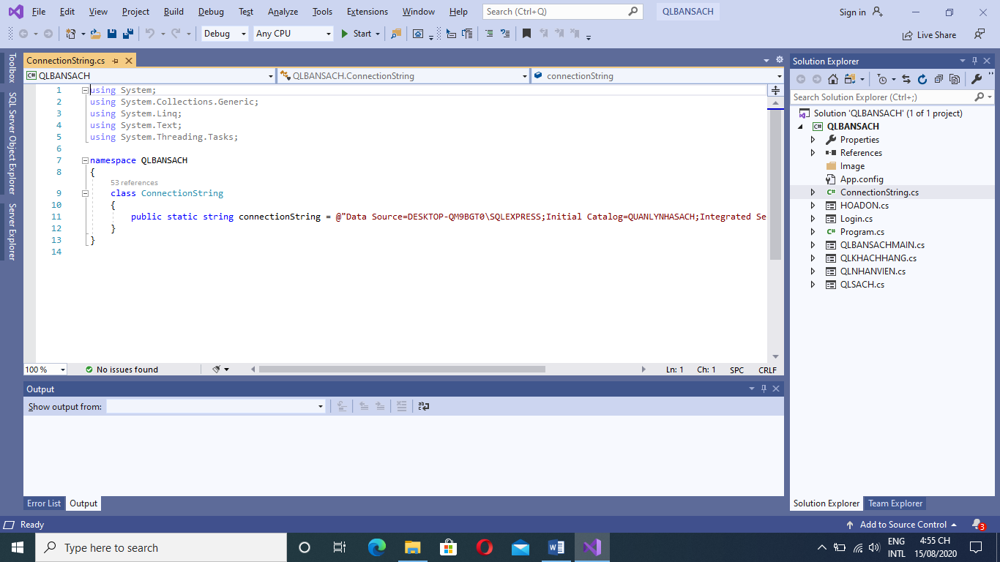 File Edit View Project Build Debug Test Analyze Tools Extensions Window Help Search (Ctrl+Q) QLBANSACH Sign in
Debug Any CPU Start Live Share
Toolbox
SQL Server Object Explorer
Server Explorer
ConnectionString.cs
C# QLBANSACH QLBANSACH.ConnectionString connectionString
1 using System;
2 using System.Collections.Generic;
3 using System.Linq;
4 using System.Text;
5 using System.Threading.Tasks;
6
7 namespace QLBANSACH
8 {
53 references
9 class ConnectionString
10 {
11 public static string connectionString = @"Data Source=DESKTOP-QM9BGT0\SQLEXPRESS;Initial Catalog=QUANLYNHASACH;Integrated Se
12 }
13 }
14
100 % No issues found Ln: 1 Ch: 1 SPC CRLF
Output
Show output from:
Error List Output
Solution Explorer
Search Solution Explorer (Ctrl+;)
Solution 'QLBANSACH' (1 of 1 project)
C# QLBANSACH
Properties
References
Image
App.config
C# ConnectionString.cs
HOADON.cs
Login.cs
C# Program.cs
QLBANSACHMAIN.cs
QLKHACHHANG.cs
QLNHANVIEN.cs
QLSACH.cs
Solution Explorer Team Explorer
Ready Add to Source Control 3
Type here to search
ENG
INTL
4:55 CH
15/08/2020